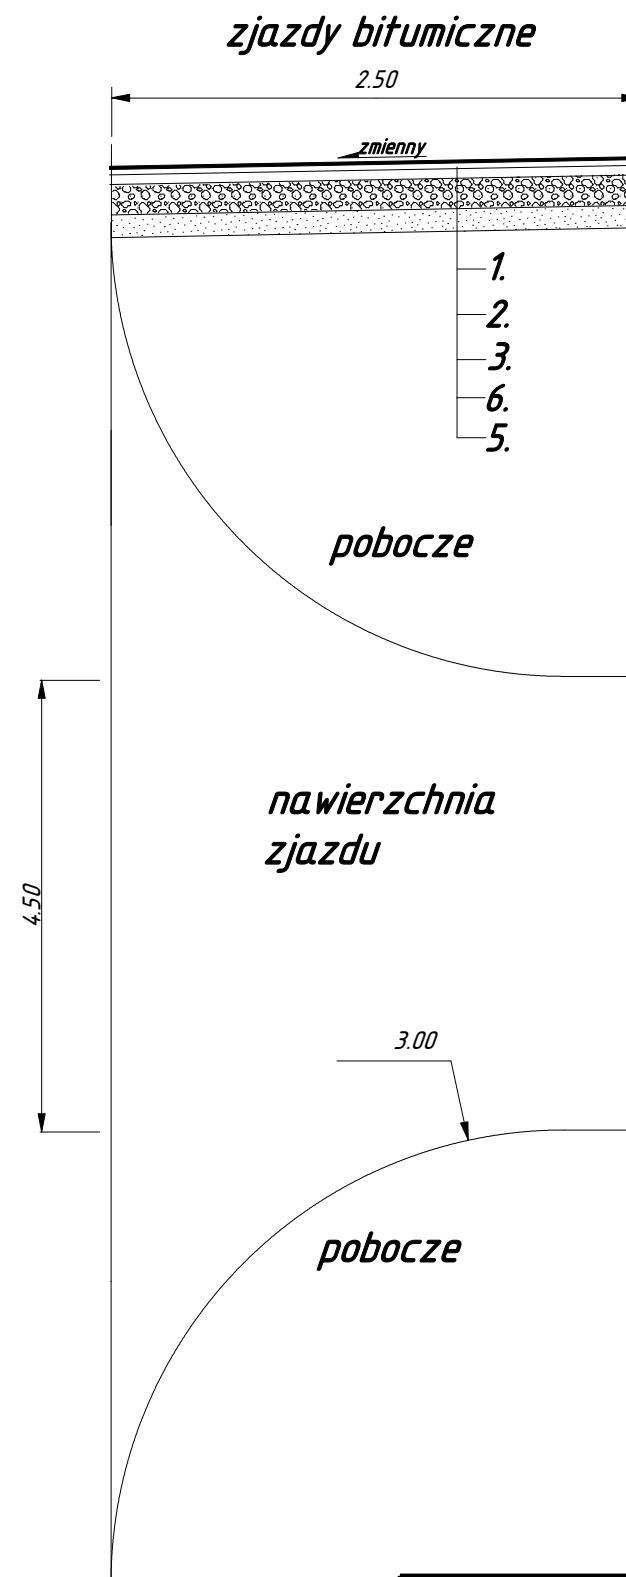 zjazdy bitumiczne
2.50
zmienny
1.
2.
3.
6.
5.
pobocze
nawierzchnia
zjazdu
4.50
3.00
pobocze